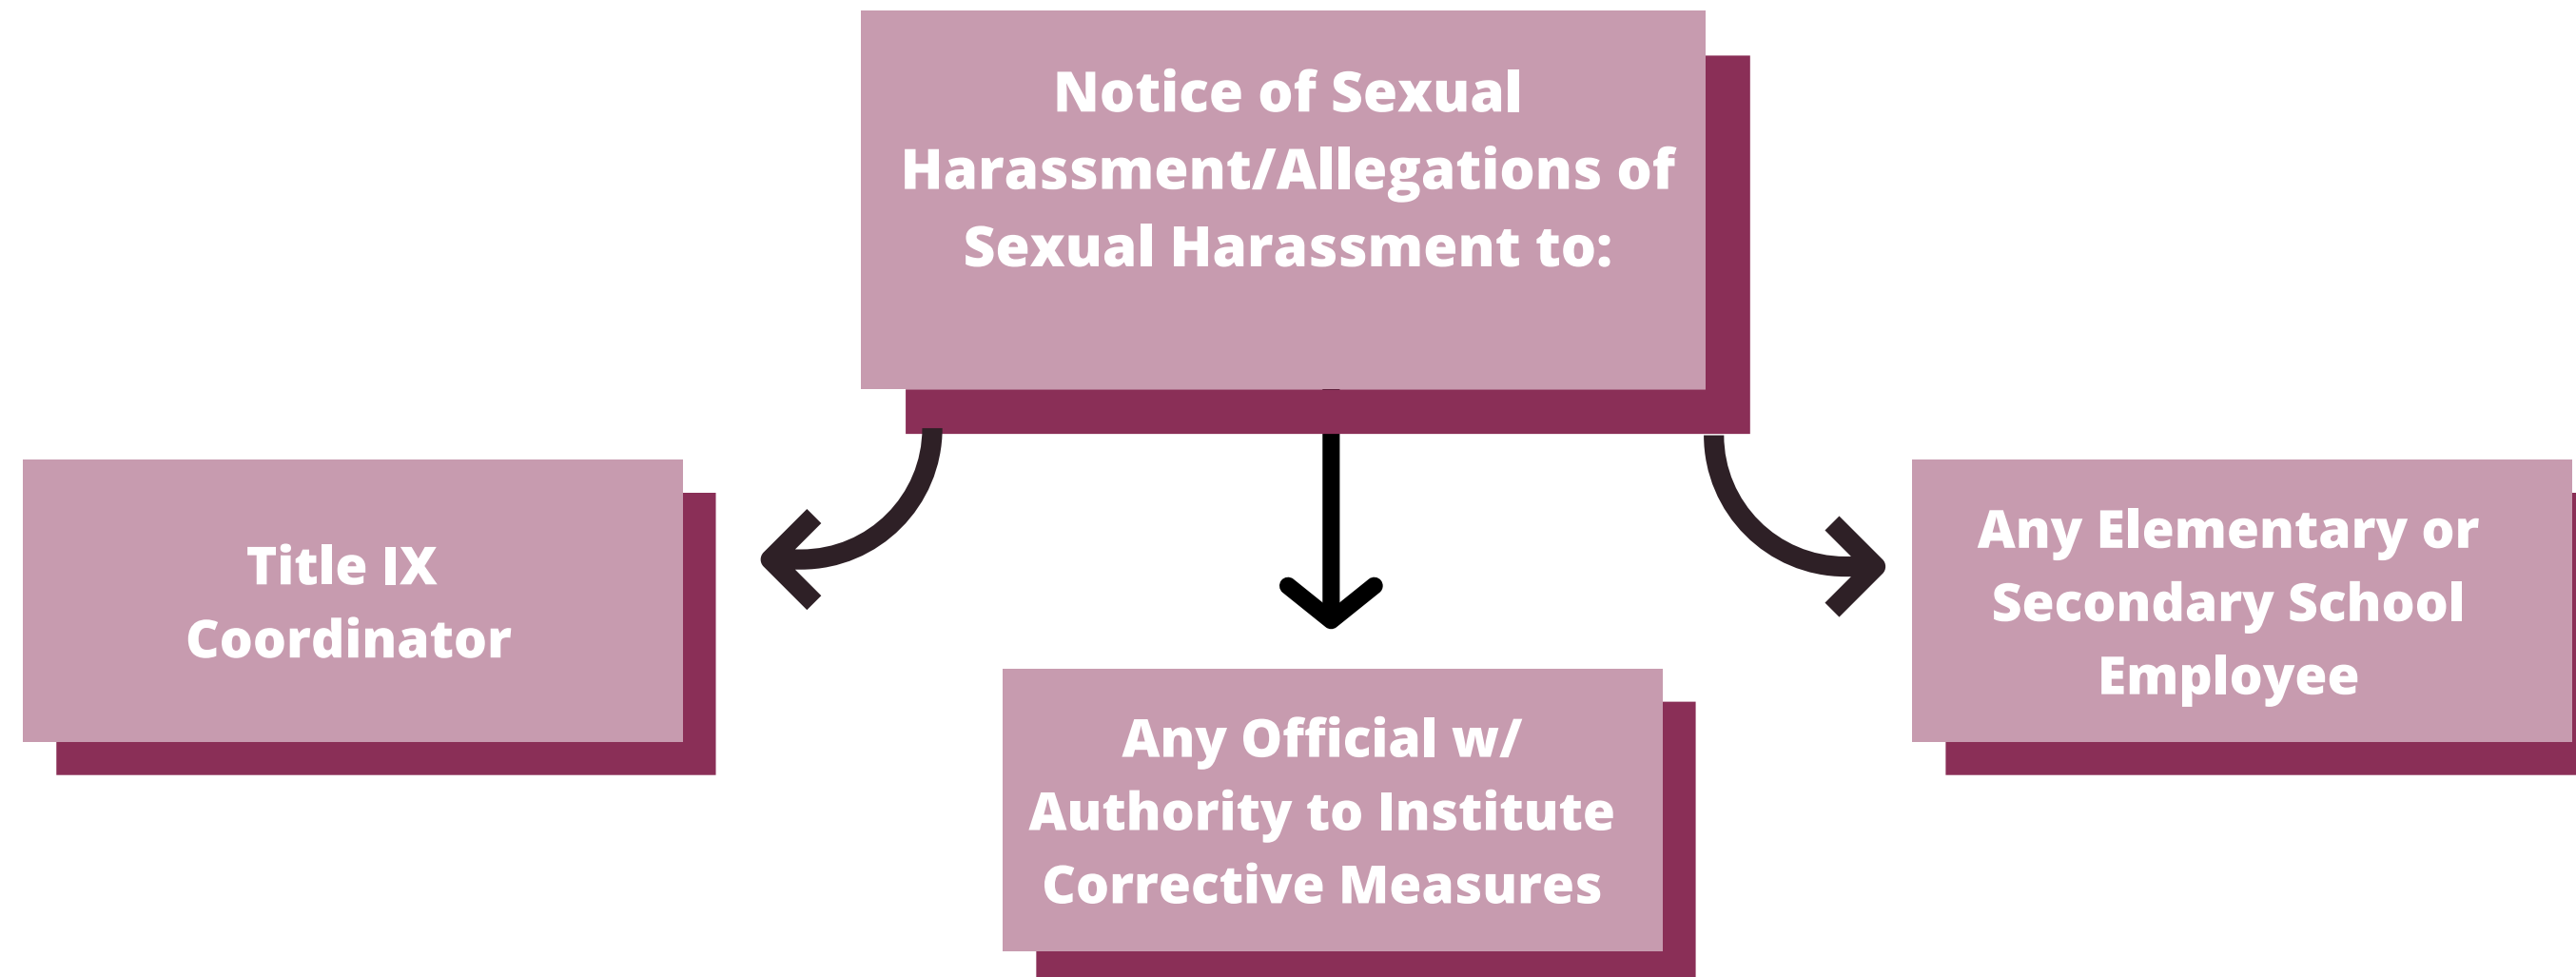 Notice of Sexual
Harassment/Allegations of
Sexual Harassment to:
Title IX
Coordinator
Any Official w/
Authority to Institute
Corrective Measures
Any Elementary or
Secondary School
Employee